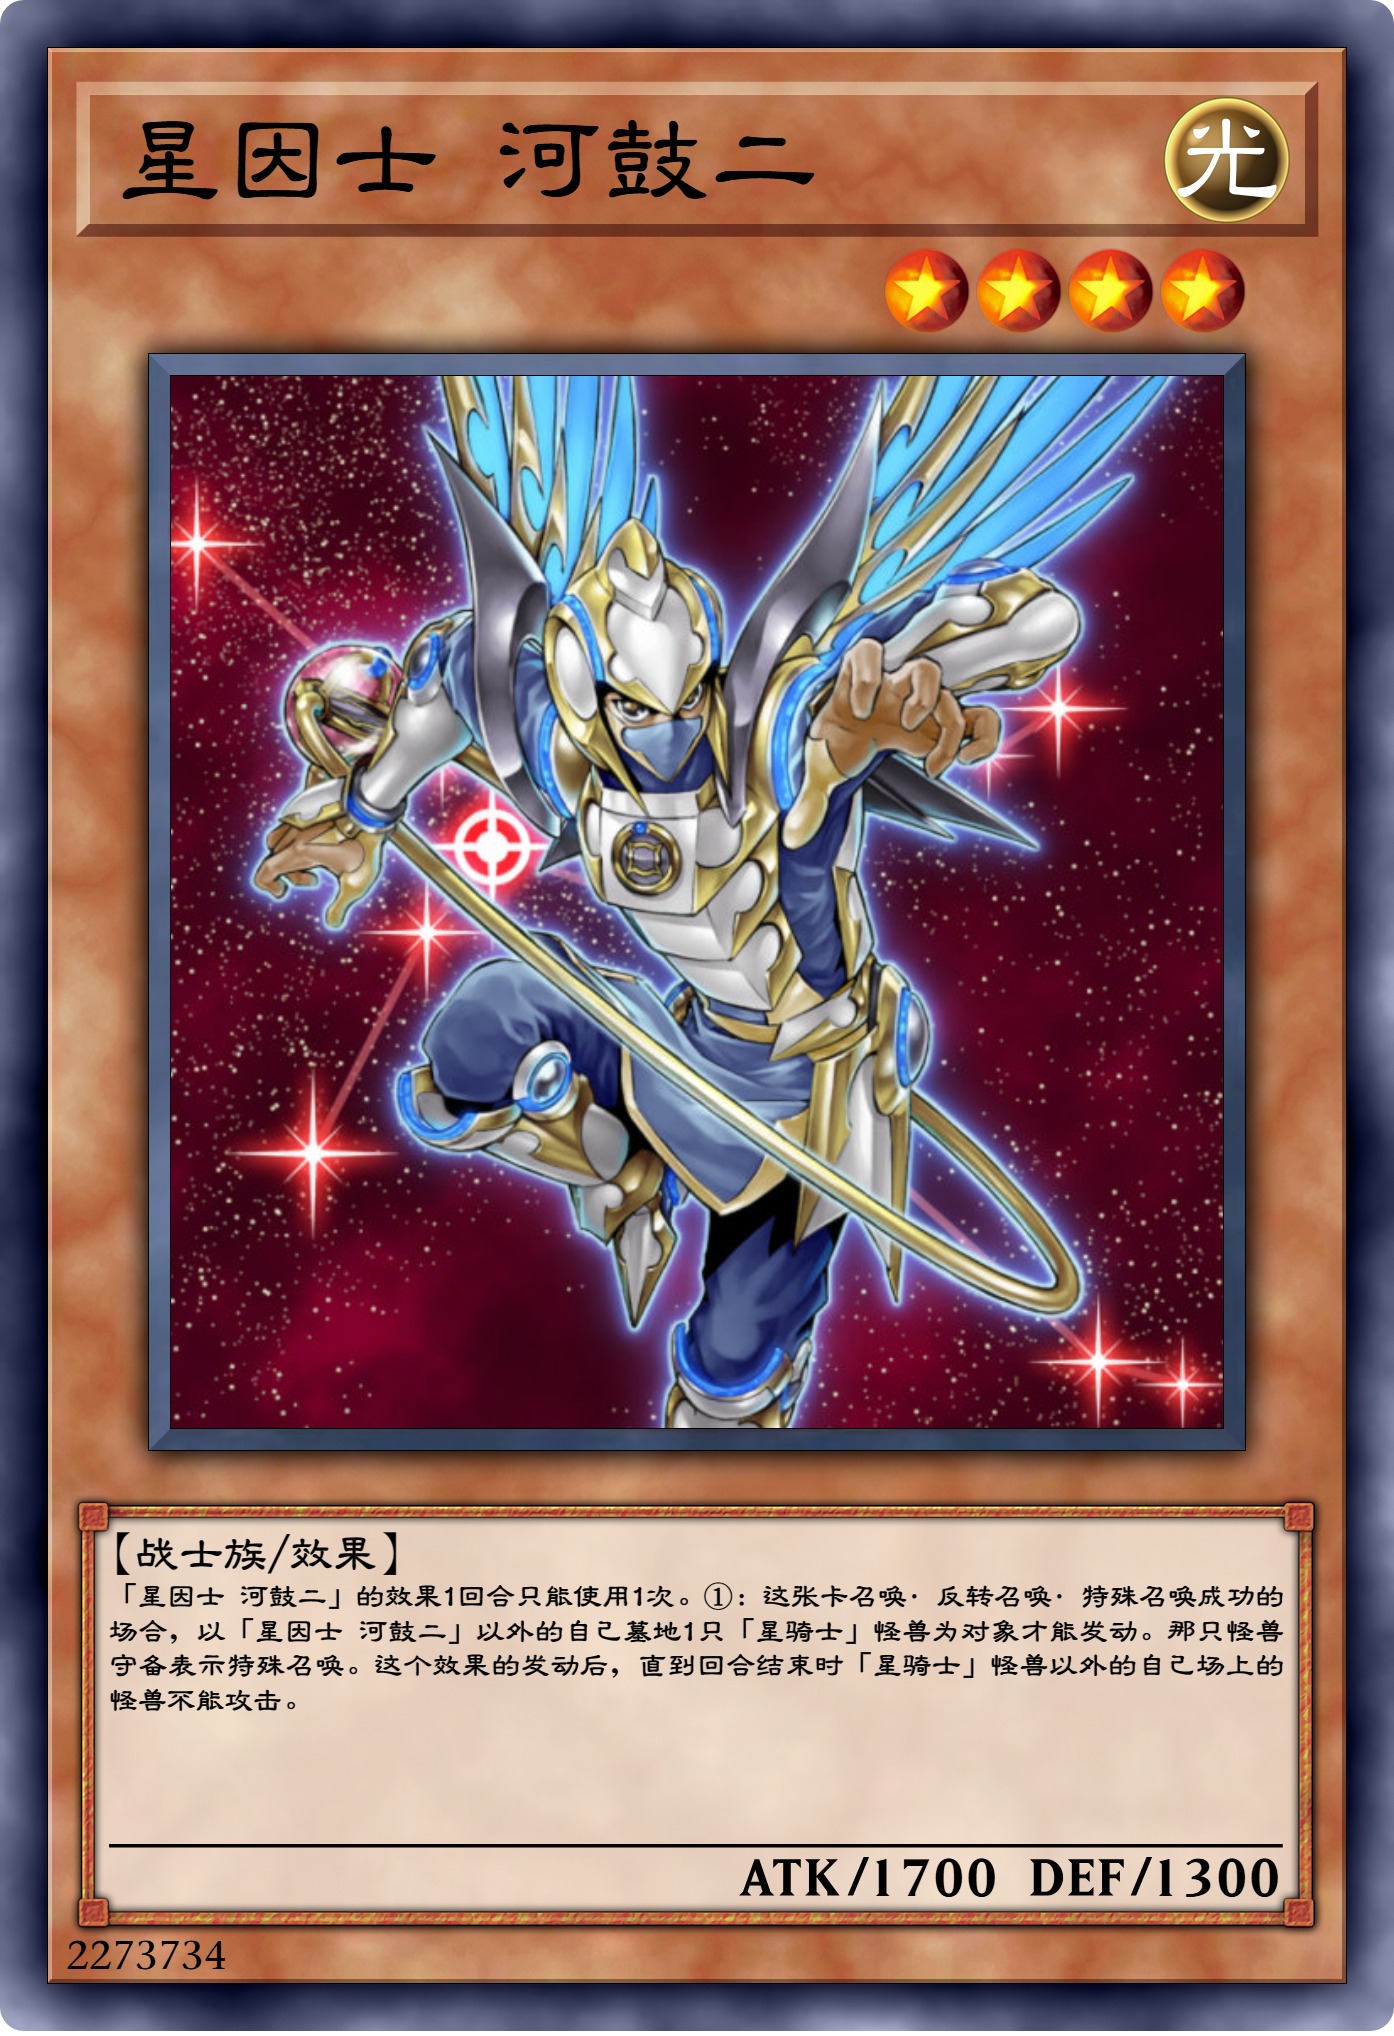 星因士 河鼓二
光
【战士族/效果】
「星因士 河鼓二」的效果1回合只能使用1次。①：这张卡召唤·反转召唤·特殊召唤成功的
场合，以「星因士 河鼓二」以外的自己墓地1只「星骑士」怪兽为对象才能发动。那只怪兽
守备表示特殊召唤。这个效果的发动后，直到回合结束时「星骑士」怪兽以外的自己场上的
怪兽不能攻击。
ATK/1700 DEF/1300
2273734